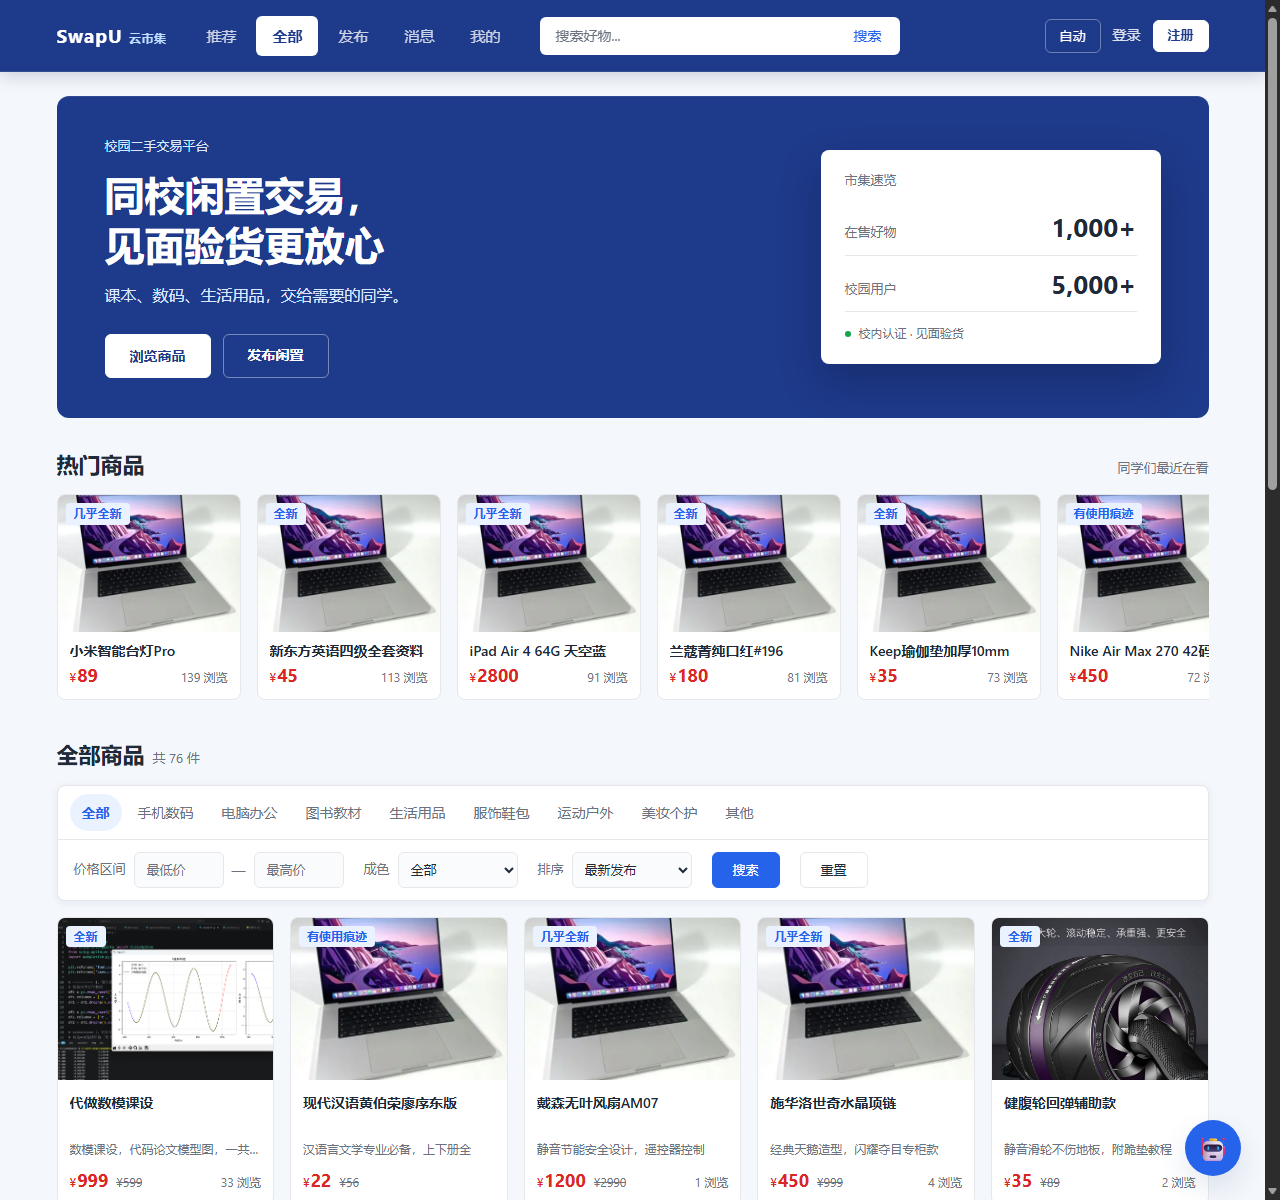 SwapU 云市集 推荐 全部 发布 消息 我的 搜索好物... 搜索 自动 登录 注册
校园二手交易平台
同校闲置交易，
见面验货更放心
课本、数码、生活用品，交给需要的同学。
浏览商品 发布闲置
市集速览
在售好物 1,000+
校园用户 5,000+
校内认证 · 见面验货
热门商品 同学们最近在看
几乎全新 全新 几乎全新 全新 全新 有使用痕迹
小米智能台灯Pro 新东方英语四级全套资料 iPad Air 4 64G 天空蓝 兰蔻菁纯口红#196 Keep瑜伽垫加厚10mm Nike Air Max 270 42码
¥89 139 浏览 ¥45 113 浏览 ¥2800 91 浏览 ¥180 81 浏览 ¥35 73 浏览 ¥450 72
全部商品 共 76 件
全部 手机数码 电脑办公 图书教材 生活用品 服饰鞋包 运动户外 美妆个护 其他
价格区间 最低价 — 最高价 成色 全部 排序 最新发布 搜索 重置
全新 有使用痕迹 几乎全新 几乎全新 全新 大轮、滚动稳定、承重强、更安全
代做数模课设 现代汉语黄伯荣廖序东版 戴森无叶风扇AM07 施华洛世奇水晶项链 健腹轮回弹辅助款
数模课设，代码论文模型图，一共... 汉语言文学专业必备，上下册全 静音节能安全设计，遥控器控制 经典天鹅造型，闪耀夺目专柜款 静音滑轮不伤地板，附跪垫教程
¥999 ¥599 33 浏览 ¥22 ¥56 ¥1200 ¥2990 1 浏览 ¥450 ¥999 4 浏览 ¥35 ¥89 2 浏览